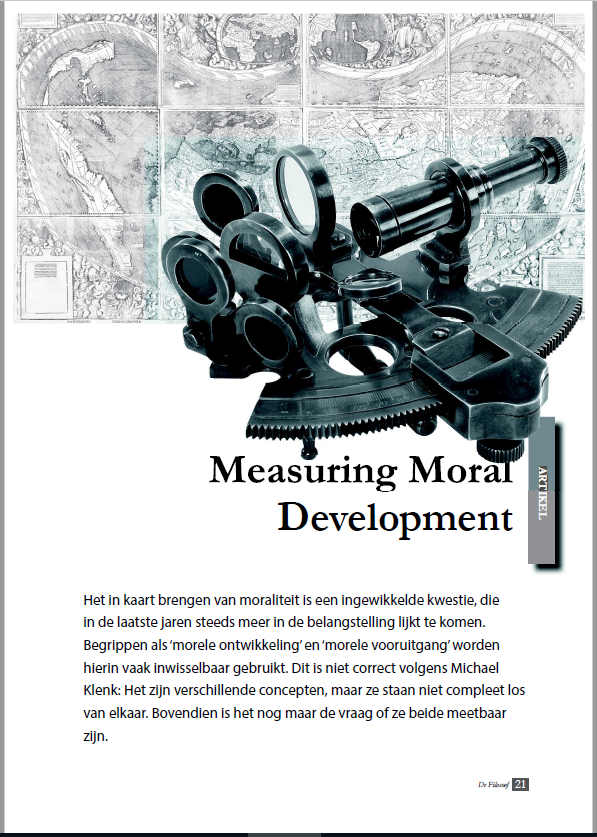 Measuring Moral
Development
ARTIKEL
Het in kaart brengen van moraliteit is een ingewikkelde kwestie, die
in de laatste jaren steeds meer in de belangstelling lijkt te komen.
Begrippen als ‘morele ontwikkeling’ en ‘morele vooruitgang’ worden
hierin vaak inwisselbaar gebruikt. Dit is niet correct volgens Michael
Klenk: Het zijn verschillende concepten, maar ze staan niet compleet los
van elkaar. Bovendien is het nog maar de vraag of ze beide meetbaar
zijn.
De Filosoof 21